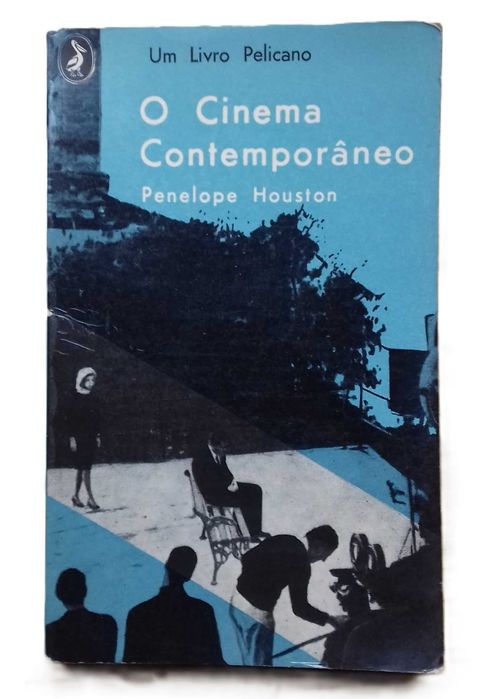 Um Livro Pelicano
O Cinema
Contemporâneo
Penelope Houston